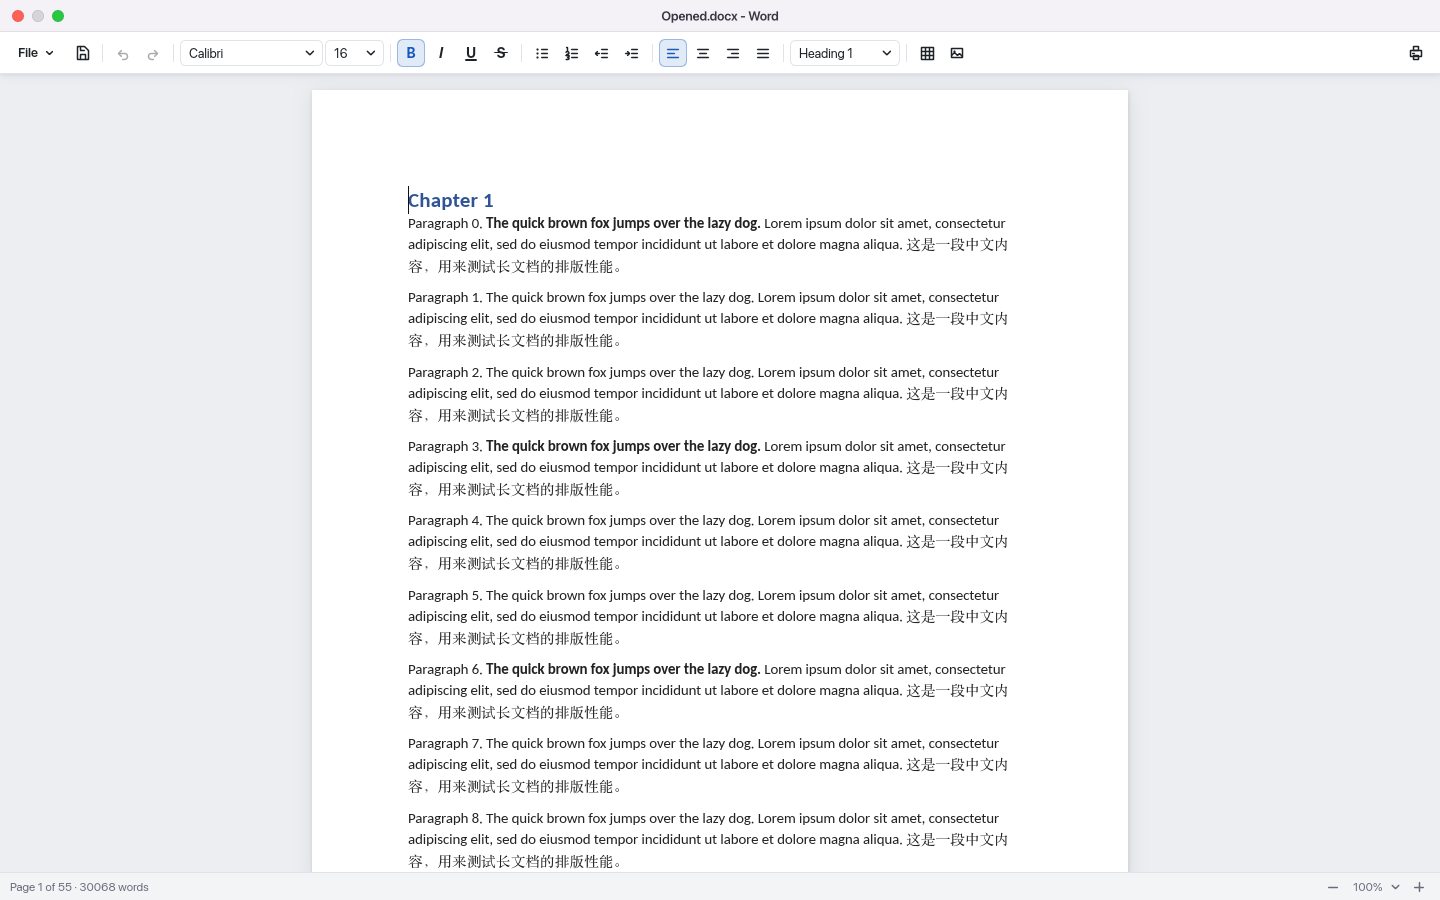 Opened.docx - Word
File
Calibri
16
B I U S
Heading 1
Chapter 1
Paragraph 0. The quick brown fox jumps over the lazy dog. Lorem ipsum dolor sit amet, consectetur
adipiscing elit, sed do eiusmod tempor incididunt ut labore et dolore magna aliqua. 这是一段中文内
容，用来测试长文档的排版性能。
Paragraph 1. The quick brown fox jumps over the lazy dog. Lorem ipsum dolor sit amet, consectetur
adipiscing elit, sed do eiusmod tempor incididunt ut labore et dolore magna aliqua. 这是一段中文内
容，用来测试长文档的排版性能。
Paragraph 2. The quick brown fox jumps over the lazy dog. Lorem ipsum dolor sit amet, consectetur
adipiscing elit, sed do eiusmod tempor incididunt ut labore et dolore magna aliqua. 这是一段中文内
容，用来测试长文档的排版性能。
Paragraph 3. The quick brown fox jumps over the lazy dog. Lorem ipsum dolor sit amet, consectetur
adipiscing elit, sed do eiusmod tempor incididunt ut labore et dolore magna aliqua. 这是一段中文内
容，用来测试长文档的排版性能。
Paragraph 4. The quick brown fox jumps over the lazy dog. Lorem ipsum dolor sit amet, consectetur
adipiscing elit, sed do eiusmod tempor incididunt ut labore et dolore magna aliqua. 这是一段中文内
容，用来测试长文档的排版性能。
Paragraph 5. The quick brown fox jumps over the lazy dog. Lorem ipsum dolor sit amet, consectetur
adipiscing elit, sed do eiusmod tempor incididunt ut labore et dolore magna aliqua. 这是一段中文内
容，用来测试长文档的排版性能。
Paragraph 6. The quick brown fox jumps over the lazy dog. Lorem ipsum dolor sit amet, consectetur
adipiscing elit, sed do eiusmod tempor incididunt ut labore et dolore magna aliqua. 这是一段中文内
容，用来测试长文档的排版性能。
Paragraph 7. The quick brown fox jumps over the lazy dog. Lorem ipsum dolor sit amet, consectetur
adipiscing elit, sed do eiusmod tempor incididunt ut labore et dolore magna aliqua. 这是一段中文内
容，用来测试长文档的排版性能。
Paragraph 8. The quick brown fox jumps over the lazy dog. Lorem ipsum dolor sit amet, consectetur
adipiscing elit, sed do eiusmod tempor incididunt ut labore et dolore magna aliqua. 这是一段中文内
容，用来测试长文档的排版性能。
Page 1 of 55 · 30068 words
100%